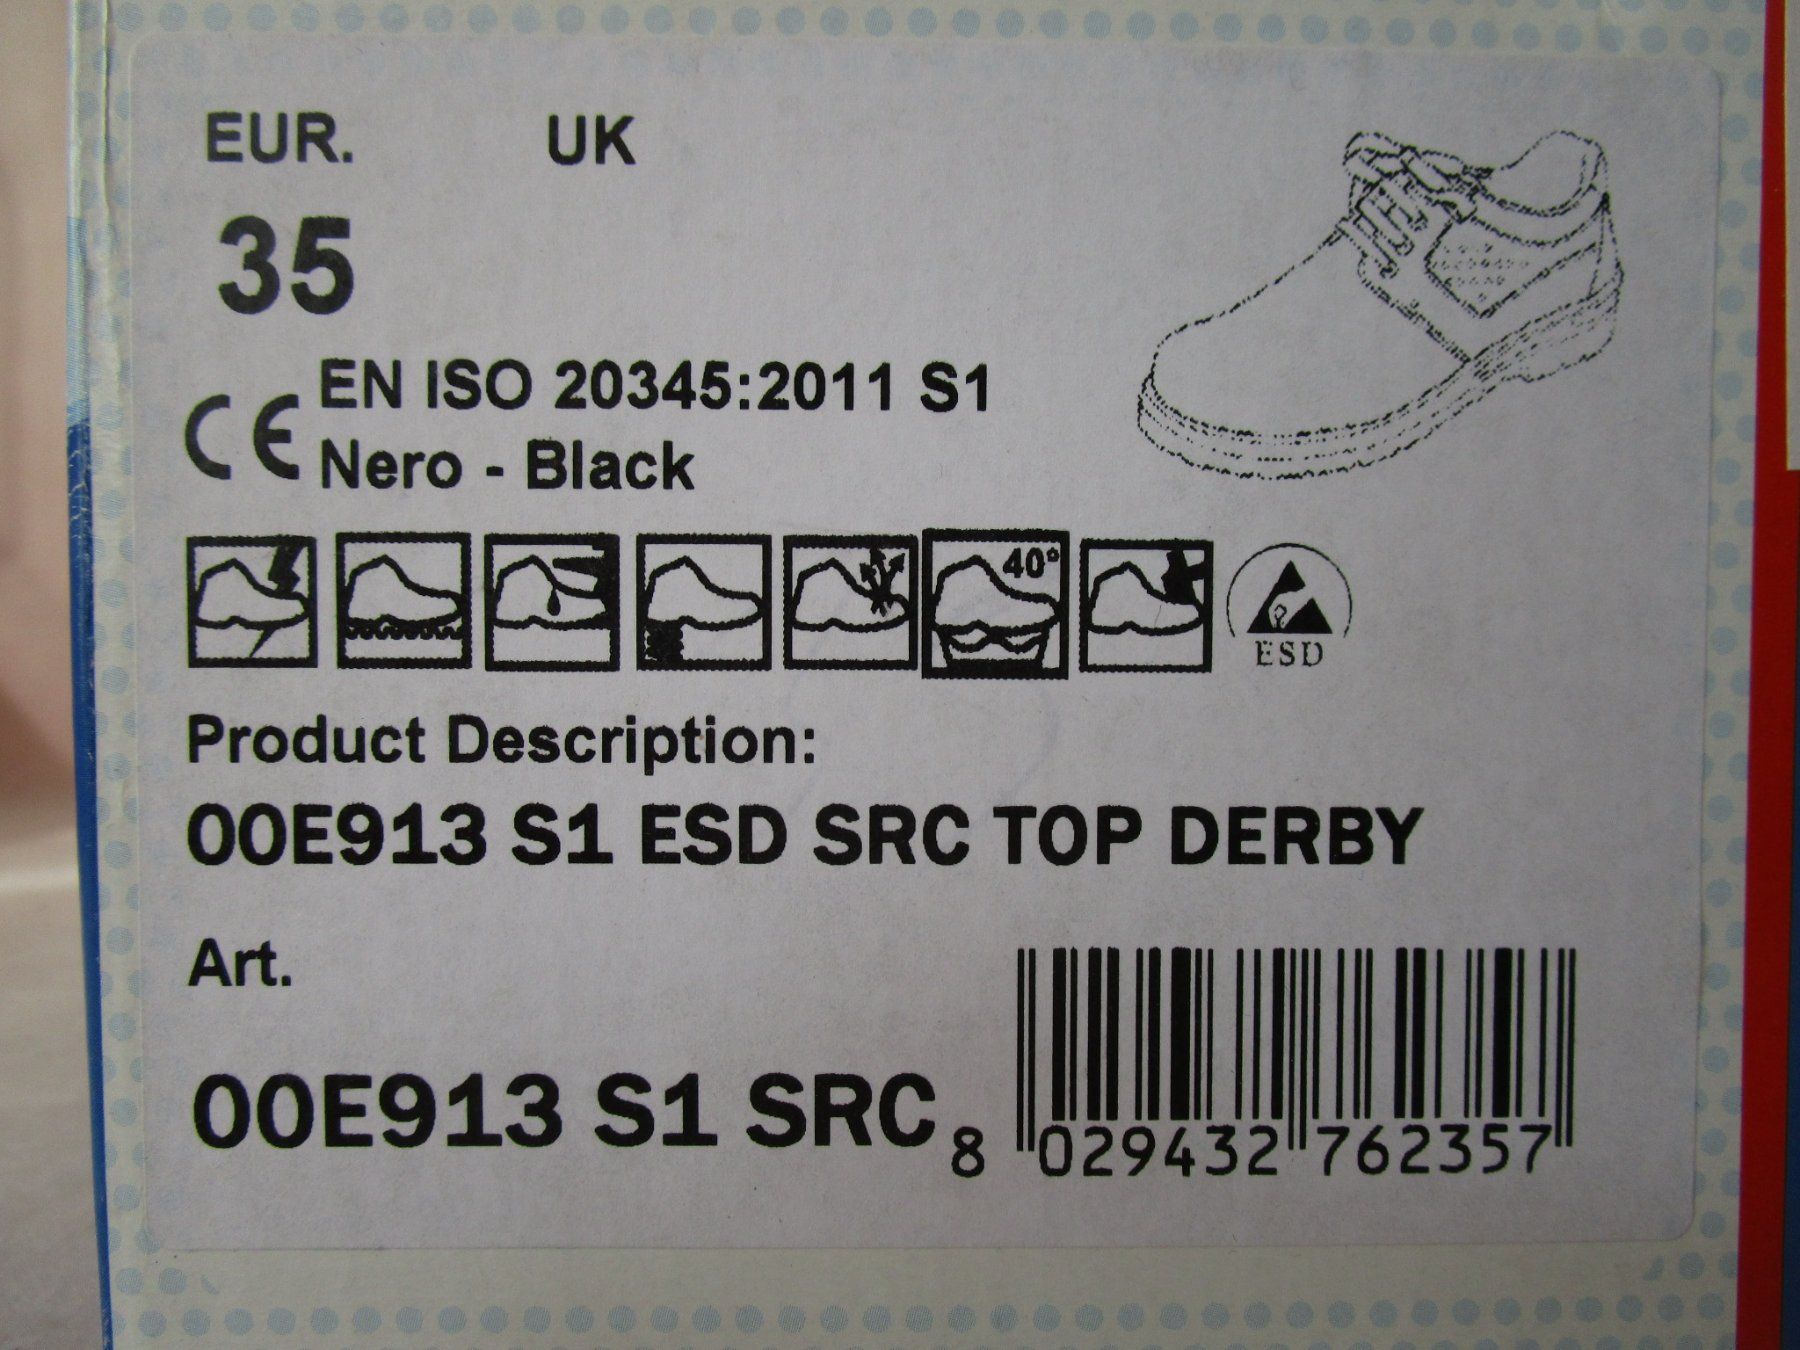 EUR. UK
35
CE EN ISO 20345:2011 S1
Nero - Black
40°
ESD
Product Description:
00E913 S1 ESD SRC TOP DERBY
Art.
00E913 S1 SRC
8 029432 762357